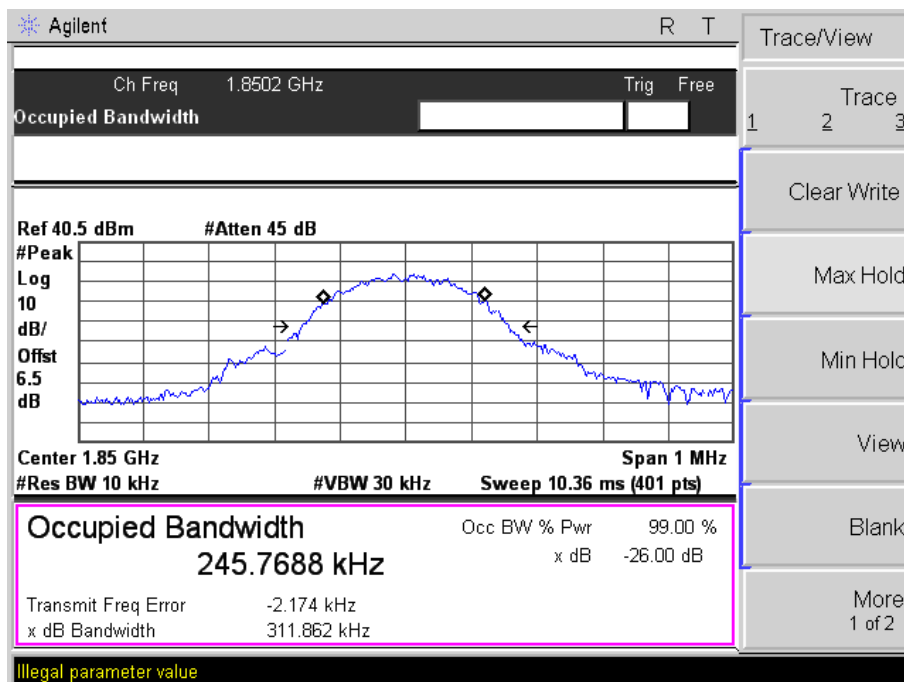 Agilent R T
Ch Freq 1.8502 GHz Trig Free
Occupied Bandwidth
Ref 40.5 dBm #Atten 45 dB
#Peak
Log
10
dB/
Offst
6.5
dB
Center 1.85 GHz Span 1 MHz
#Res BW 10 kHz #VBW 30 kHz Sweep 10.36 ms (401 pts)
Occupied Bandwidth Occ BW % Pwr 99.00 %
245.7688 kHz x dB -26.00 dB
Transmit Freq Error -2.174 kHz
x dB Bandwidth 311.862 kHz
Illegal parameter value
Trace/View
Trace
1 2 3
Clear Write
Max Hold
Min Hold
View
Blank
More
1 of 2